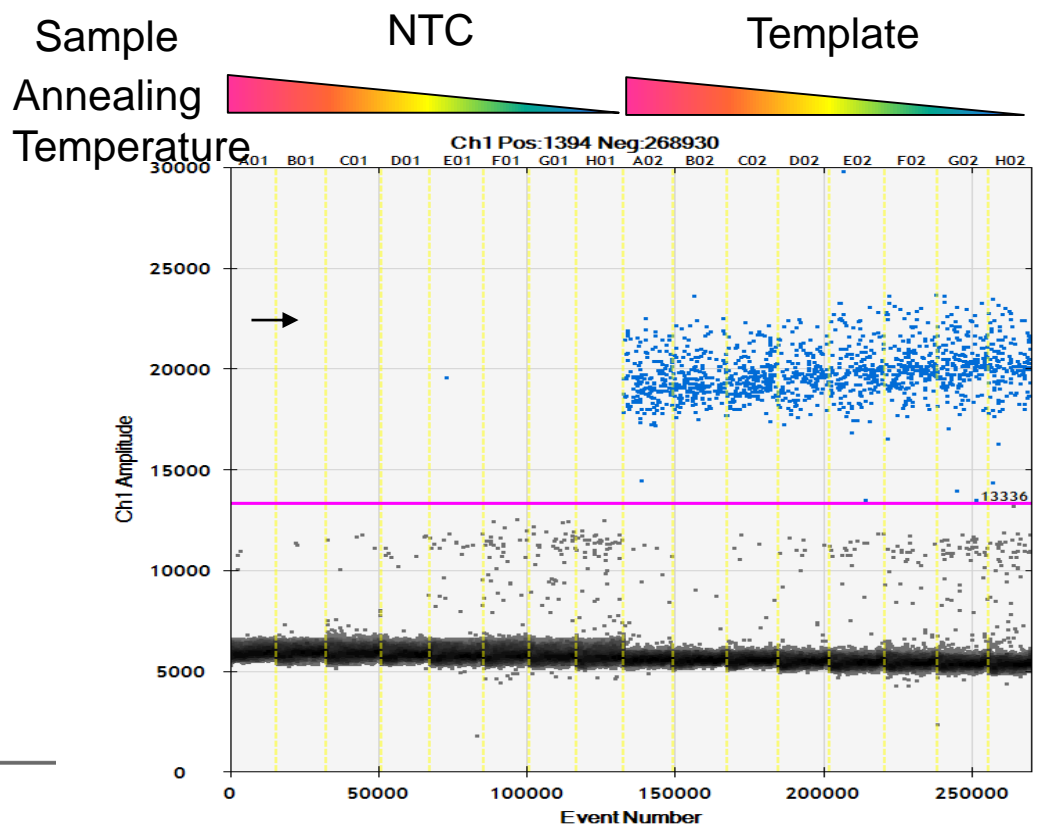 Sample NTC Template
Annealing
Temperature
Ch1 Pos:1394 Neg:268930
A01 B01 C01 D01 E01 F01 G01 H01 A02 B02 C02 D02 E02 F02 G02 H02
30000
25000
20000
15000
13336
10000
5000
0
Ch1 Amplitude
0 50000 100000 150000 200000 250000
Event Number